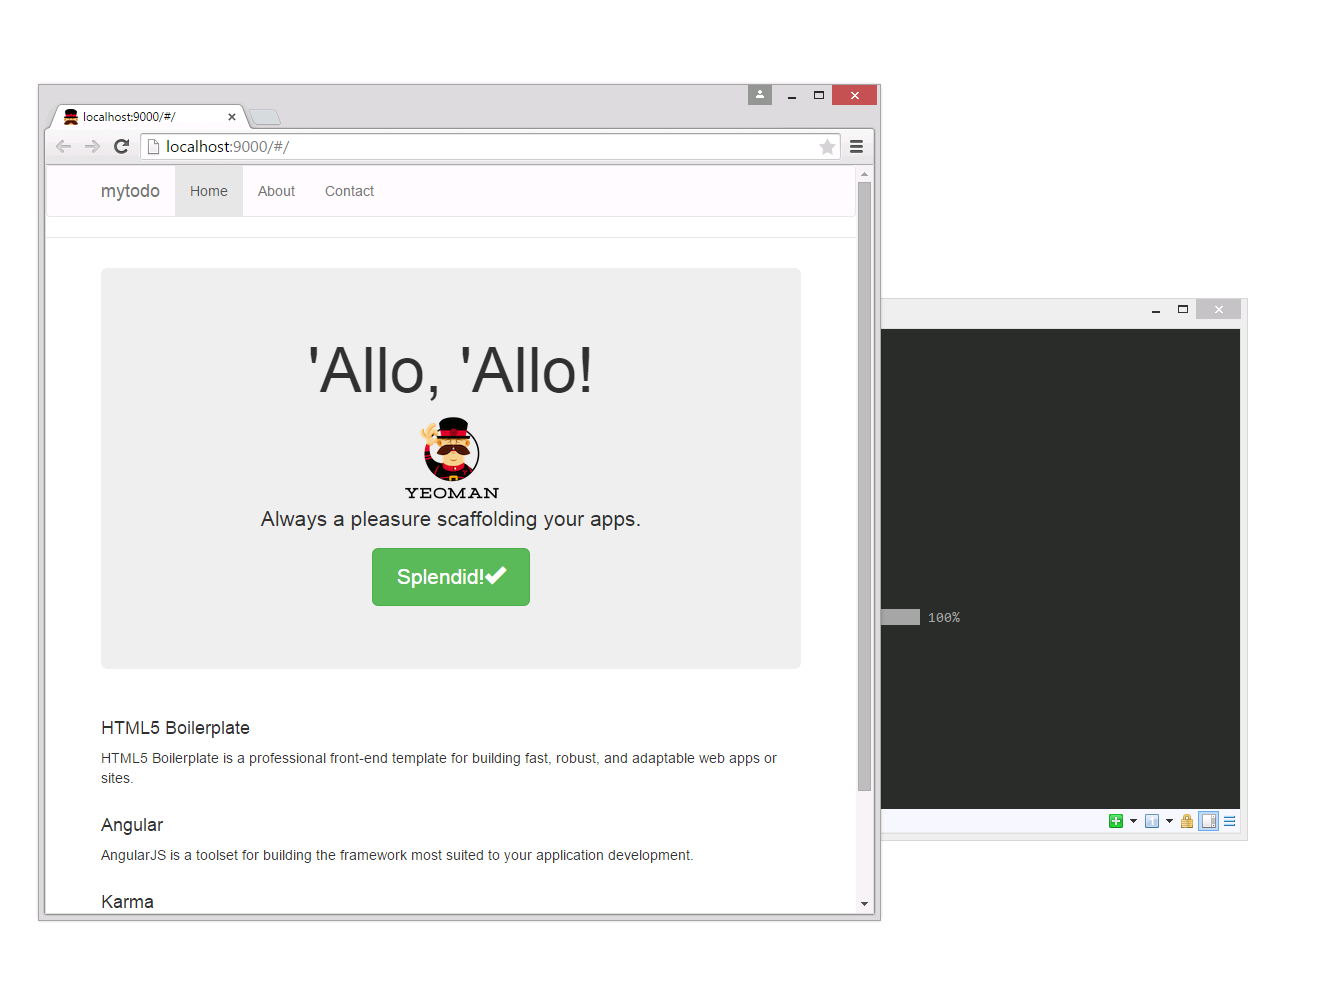 localhost:9000/#/
localhost:9000/#/
mytodo Home About Contact
'Allo, 'Allo!
YEOMAN
Always a pleasure scaffolding your apps.
Splendid!
100%
HTML5 Boilerplate
HTML5 Boilerplate is a professional front-end template for building fast, robust, and adaptable web apps or
sites.
Angular
AngularJS is a toolset for building the framework most suited to your application development.
Karma